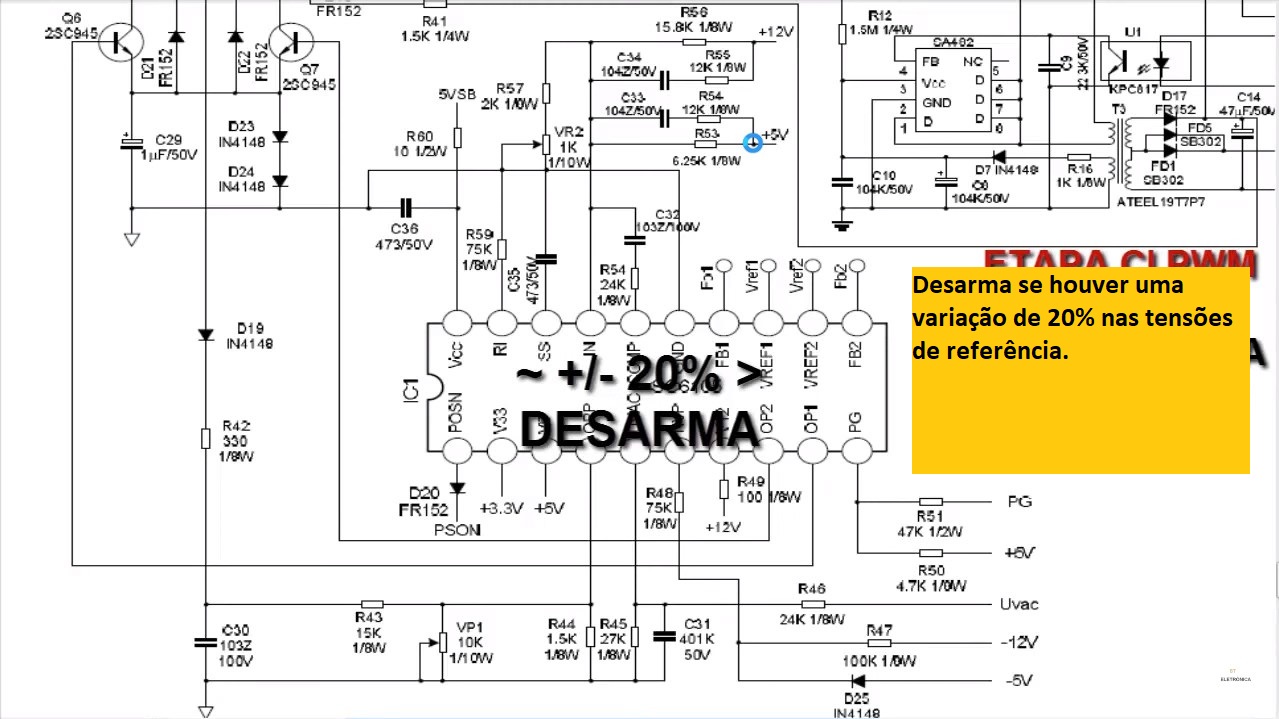 FR152
Q6
2SC945
D21
FR152
D22
FR152
Q7
2SC945
R41
1.5K 1/4W
R56
15.8K 1/8W
+12V
C34
104Z/50V
R55
12K 1/8W
C33
104Z/50V
R54
12K 1/8W
+5V
R53
6.25K 1/8W
R57
2K 1/0W
VR2
1K
1/10W
5VSB
R60
10 1/2W
C29
1µF/50V
D23
IN4148
D24
IN4148
C36
473/50V
R59
75K
1/8W
C35
473/50V
C32
103Z/100V
R54
24K
1/8W
R12
1.5M 1/4W
FB
NC
4
5
Vcc
D
3
6
GND
D
2
7
D
D
1
8
C9
U1
KPC817
T3
D17
FR152
C14
47µF/50V
FD5
SB302
FD1
SB302
C10
104K/50V
104K/50V
D7 IN4148
R16
1K 1/8W
ATEEL19T7P7
Fb1
Vref1
Vref2
Fb2
ETAPA CI PWM
Desarma se houver uma
variação de 20% nas tensões
de referência.
A
D19
IN4148
IC1
Vcc
RI
SS
IN
FB1
VREF1
VREF2
FB2
~ +/- 20% >
DESARMA
POSN
V33
OP2
OP1
PG
R42
330
1/8W
D20
FR152
PSON
+3.3V
+5V
R48
75K
1/8W
R49
100 1/8W
+12V
PG
R51
47K 1/2W
+5V
R50
4.7K 1/0W
R46
24K 1/8W
Uvac
R47
100K 1/0W
-12V
-5V
D25
IN4148
C30
103Z
100V
R43
15K
1/8W
VP1
10K
1/10W
R44
1.5K
1/8W
R45
27K
1/8W
C31
401K
50V
ELETRONICA